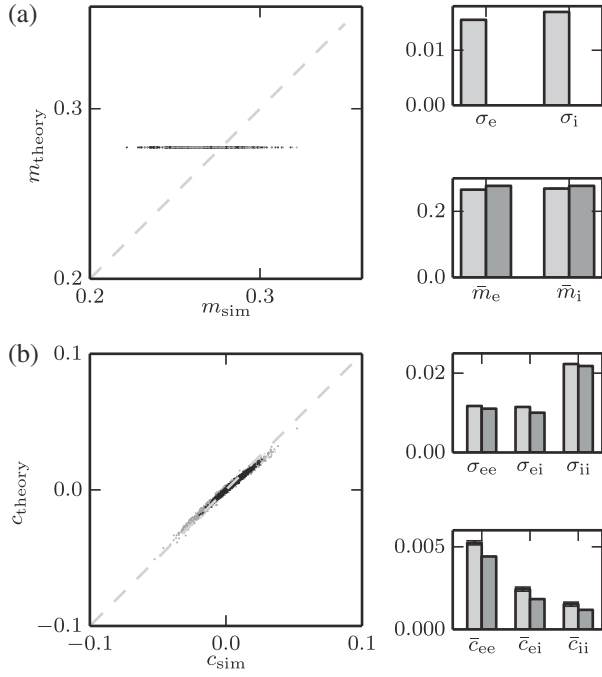 (a)
0.3
0.2
m_theory
0.2
0.3
m_sim
0.01
0.00
σ_e
σ_i
0.2
0.0
m̄_e
m̄_i
(b)
0.1
0.0
−0.1
c_theory
−0.1
0.0
0.1
c_sim
0.02
0.00
σ_ee
σ_ei
σ_ii
0.005
0.000
c̄_ee
c̄_ei
c̄_ii